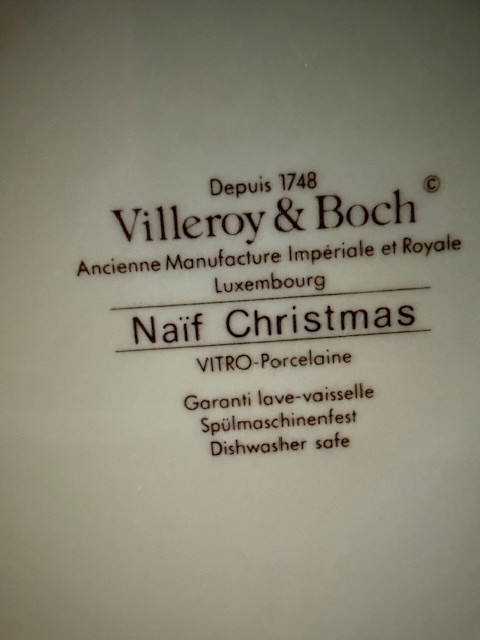 Depuis 1748
Villeroy & Boch ©
Ancienne Manufacture Impériale et Royale
Luxembourg
Naïf Christmas
VITRO-Porcelaine
Garanti lave-vaisselle
Spülmaschinenfest
Dishwasher safe